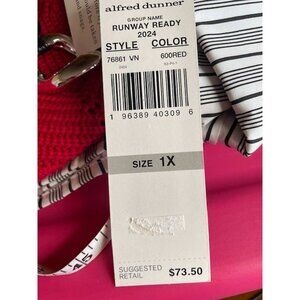 alfred dunner
GROUP NAME
RUNWAY READY
2024
STYLE COLOR
76861 VN 600RED
1 96389 40309 6
SIZE 1X
SUGGESTED
RETAIL $73.50